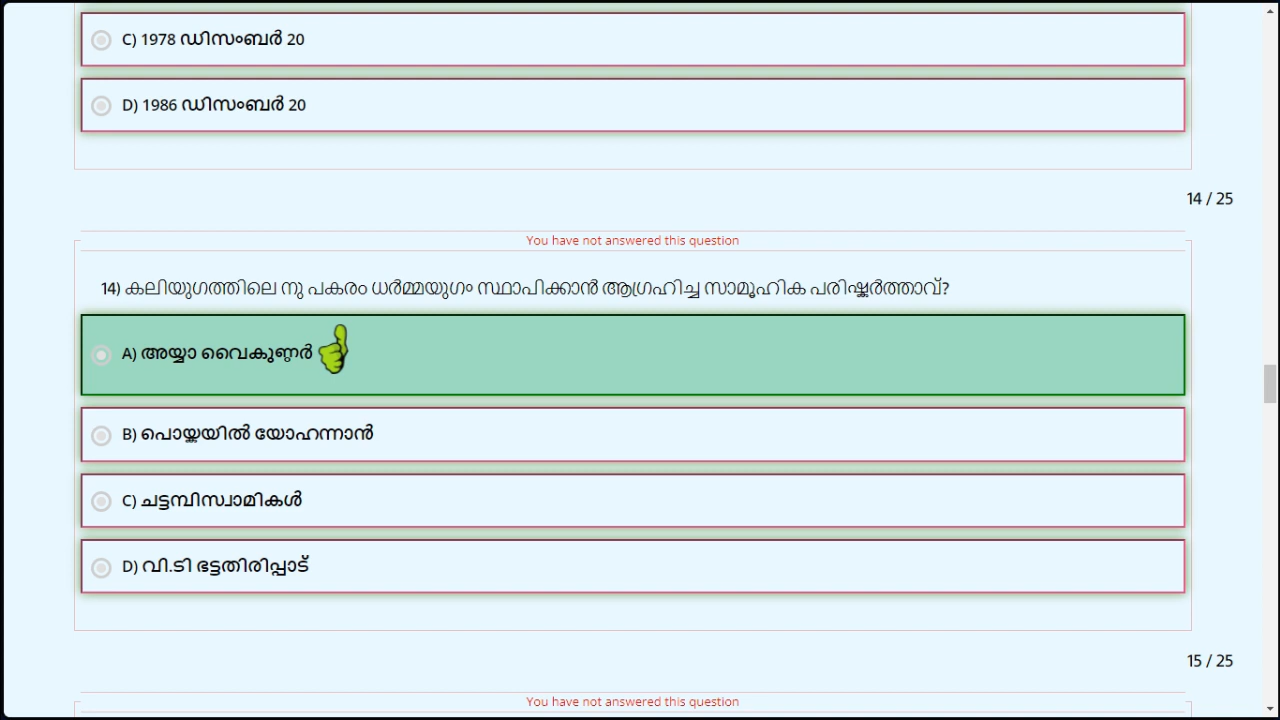 C) 1978 ഡിസംബർ 20
D) 1986 ഡിസംബർ 20
14 / 25
You have not answered this question
14) കലിയുഗത്തിലെ നു പകരം ധർമ്മയുഗം സ്ഥാപിക്കാൻ ആഗ്രഹിച്ച സാമൂഹിക പരിഷ്കർത്താവ്?
A) അയ്യാ വൈകുണ്ഠർ
B) പൊയ്കയിൽ യോഹന്നാൻ
C) ചട്ടമ്പിസ്വാമികൾ
D) വി.ടി ഭട്ടതിരിപ്പാട്
15 / 25
You have not answered this question